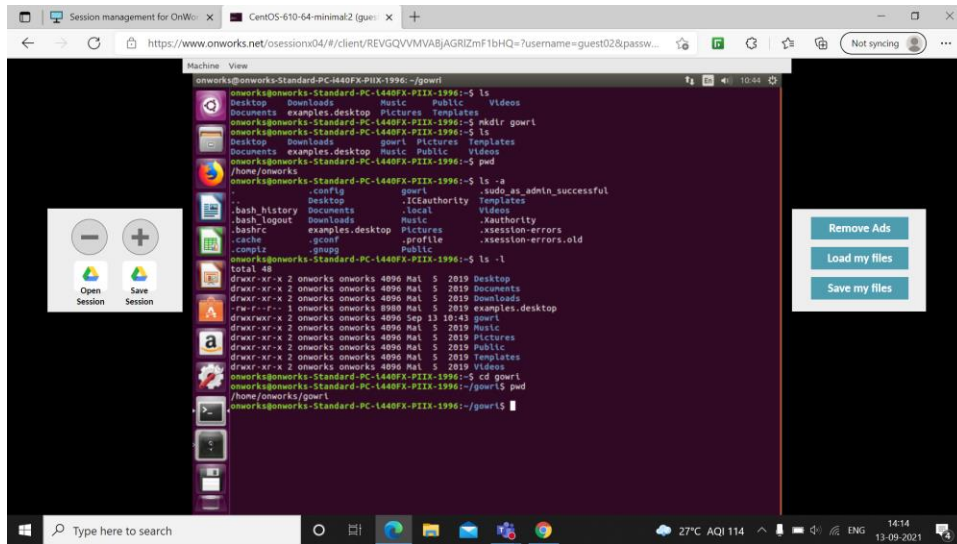 Session management for OnWor
CentOS-610-64-minimal:2 (gues
https://www.onworks.net/osessionx04/#/client/REVGQVVMVABjAGRIZmF1bHQ=?username=guest02&passw...
Not syncing
Machine View
onworks@onworks-Standard-PC-i440FX-PIIX-1996: ~/gowri
En
10:44
onworks@onworks-Standard-PC-i440FX-PIIX-1996:~$ ls
Desktop Downloads Music Public Videos
Documents examples.desktop Pictures Templates
onworks@onworks-Standard-PC-i440FX-PIIX-1996:~$ mkdir gowri
onworks@onworks-Standard-PC-i440FX-PIIX-1996:~$ ls
Desktop Downloads gowri Pictures Templates
Documents examples.desktop Music Public Videos
onworks@onworks-Standard-PC-i440FX-PIIX-1996:~$ pwd
/home/onworks
onworks@onworks-Standard-PC-i440FX-PIIX-1996:~$ ls -a
. .config gowri .sudo_as_admin_successful
.. Desktop .ICEauthority Templates
.bash_history Documents .local Videos
.bash_logout Downloads Music .Xauthority
.bashrc examples.desktop Pictures .xsession-errors
.cache .gconf .profile .xsession-errors.old
.compiz .gnupg Public
onworks@onworks-Standard-PC-i440FX-PIIX-1996:~$ ls -l
total 48
drwxr-xr-x 2 onworks onworks 4096 Mai 5 2019 Desktop
drwxr-xr-x 2 onworks onworks 4096 Mai 5 2019 Documents
drwxr-xr-x 2 onworks onworks 4096 Mai 5 2019 Downloads
-rw-r--r-- 1 onworks onworks 8980 Mai 5 2019 examples.desktop
drwxrwxr-x 2 onworks onworks 4096 Sep 13 10:43 gowri
drwxr-xr-x 2 onworks onworks 4096 Mai 5 2019 Music
drwxr-xr-x 2 onworks onworks 4096 Mai 5 2019 Pictures
drwxr-xr-x 2 onworks onworks 4096 Mai 5 2019 Public
drwxr-xr-x 2 onworks onworks 4096 Mai 5 2019 Templates
drwxr-xr-x 2 onworks onworks 4096 Mai 5 2019 Videos
onworks@onworks-Standard-PC-i440FX-PIIX-1996:~$ cd gowri
onworks@onworks-Standard-PC-i440FX-PIIX-1996:~/gowri$ pwd
/home/onworks/gowri
onworks@onworks-Standard-PC-i440FX-PIIX-1996:~/gowri$
Open Session
Save Session
Remove Ads
Load my files
Save my files
Type here to search
27°C AQI 114
ENG
14:14
13-09-2021
4